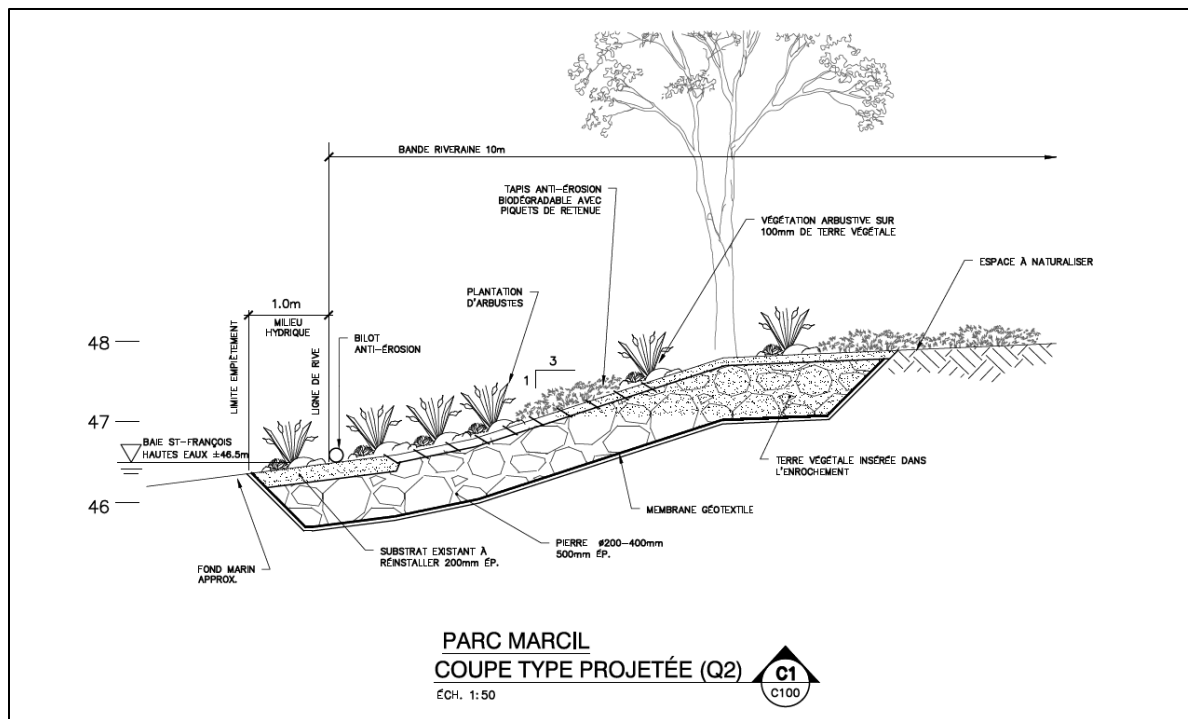 BANDE RIVERAINE 10m
TAPIS ANTI-ÉROSION
BIODÉGRADABLE AVEC
PIQUETS DE RETENUE
VÉGÉTATION ARBUSTIVE SUR
100mm DE TERRE VÉGÉTALE
ESPACE À NATURALISER
PLANTATION
D'ARBUSTES
1.0m
MILIEU
HYDRIQUE
LIMITE EMPIÈTEMENT
LIGNE DE RIVE
BILOT
ANTI-ÉROSION
3
1
48
47
46
BAIE ST-FRANÇOIS
HAUTES EAUX ±46.5m
TERRE VÉGÉTALE INSÉRÉE DANS
L'ENROCHEMENT
MEMBRANE GÉOTEXTILE
PIERRE ø200-400mm
500mm ÉP.
SUBSTRAT EXISTANT À
RÉINSTALLER 200mm ÉP.
FOND MARIN
APPROX.
PARC MARCIL
COUPE TYPE PROJETÉE (Q2)
ÉCH. 1:50
C1
C100